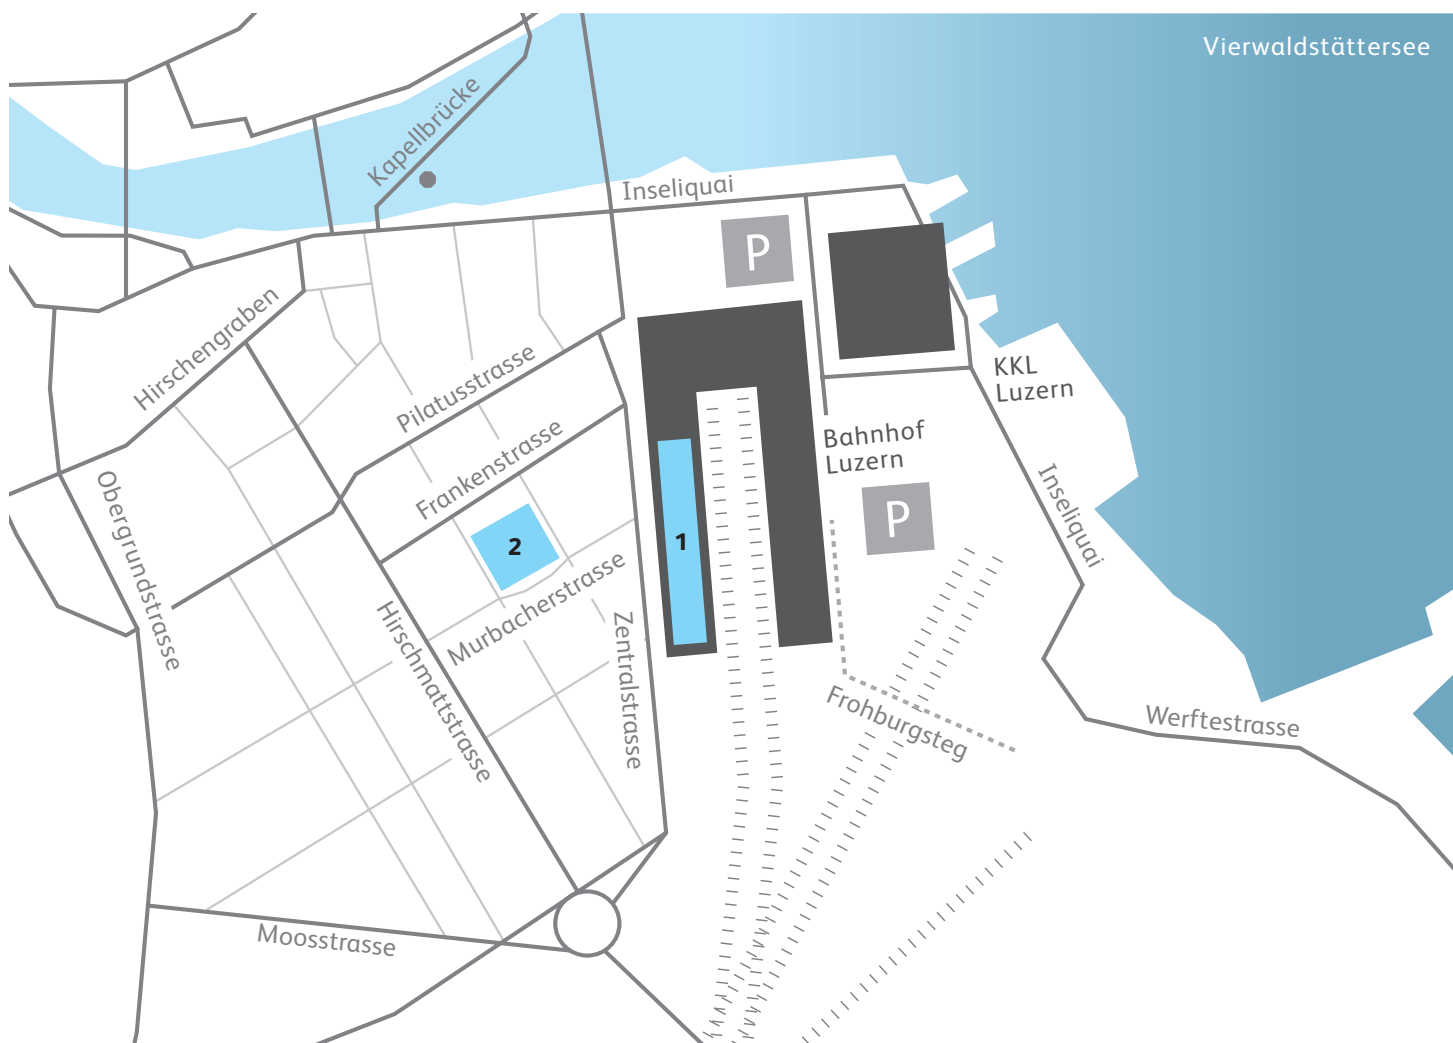 Vierwaldstättersee
Kapellbrücke
Inseliquai
P
Hirschengraben
Pilatusstrasse
KKL
Luzern
Frankenstrasse
Bahnhof
Luzern
Obergrundstrasse
P
Inseliquai
2
1
Murbacherstrasse
Hirschmattstrasse
Zentralstrasse
Frohburgsteg
Werftestrasse
Moosstrasse